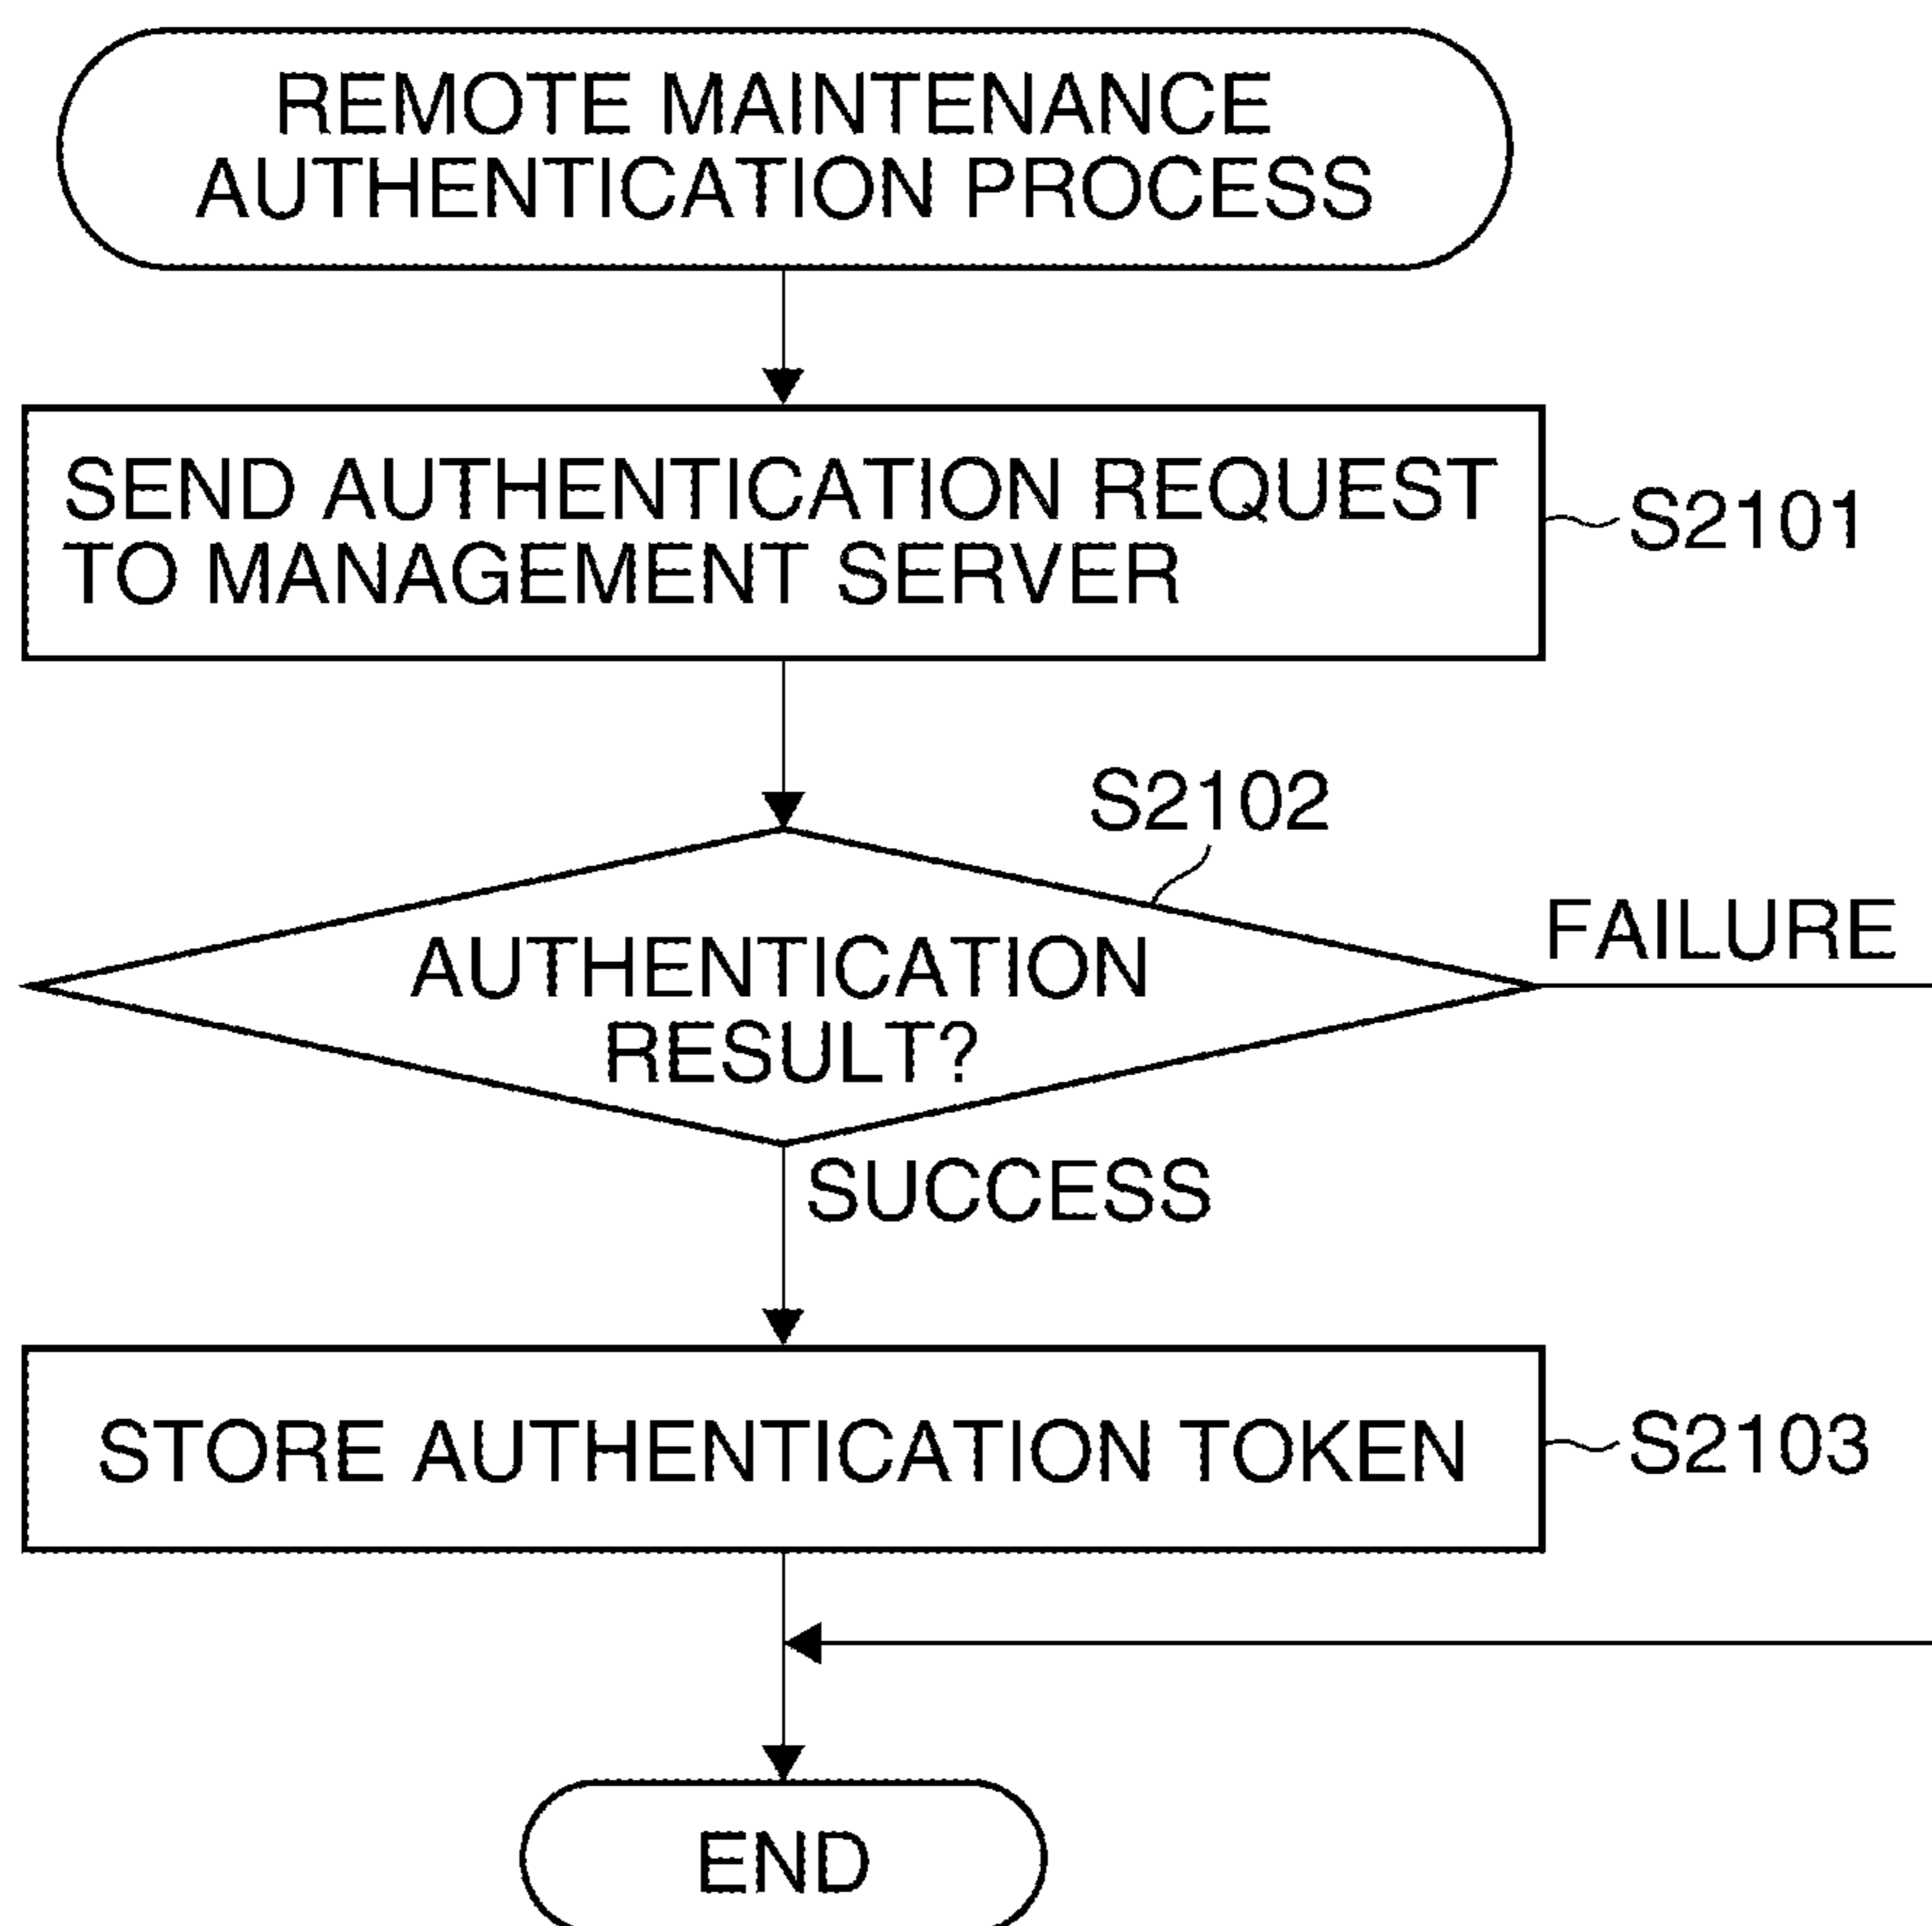 REMOTE MAINTENANCE
AUTHENTICATION PROCESS
SEND AUTHENTICATION REQUEST
TO MANAGEMENT SERVER
S2101
S2102
AUTHENTICATION
RESULT?
FAILURE
SUCCESS
STORE AUTHENTICATION TOKEN
S2103
END